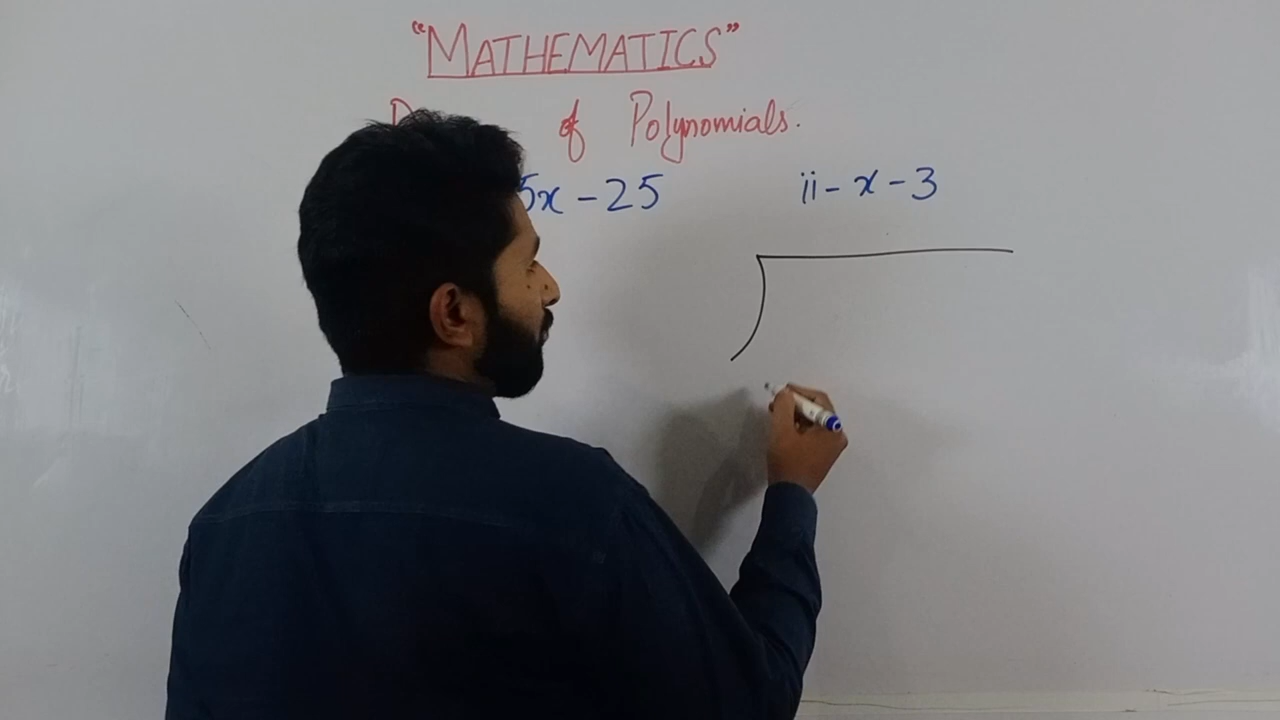 "MATHEMATICS"
of Polynomials.
5x - 25 ii- x - 3